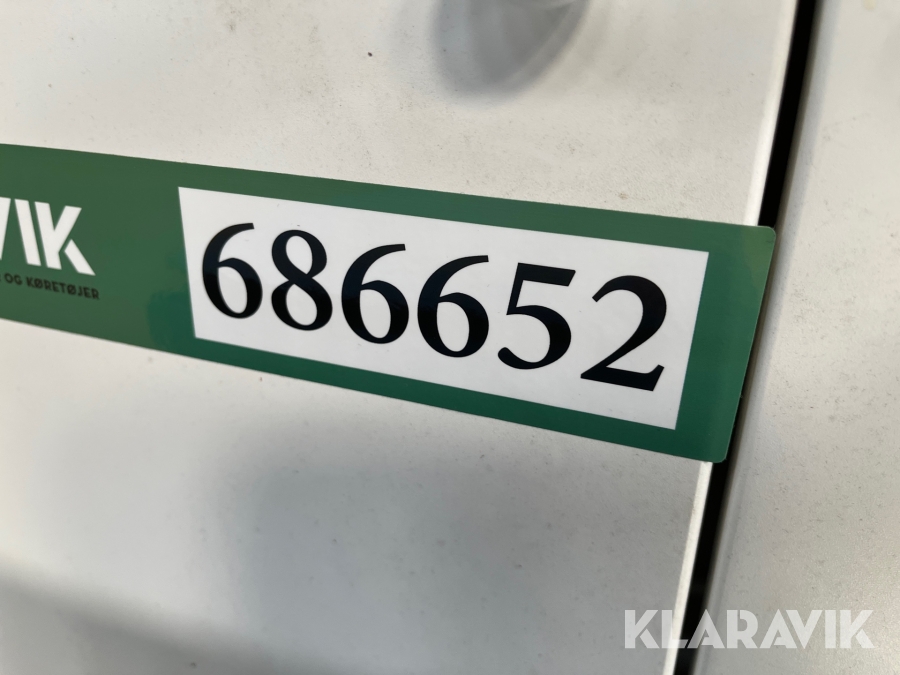 VIK
OG KØRETØJER
686652
KLARAVIK